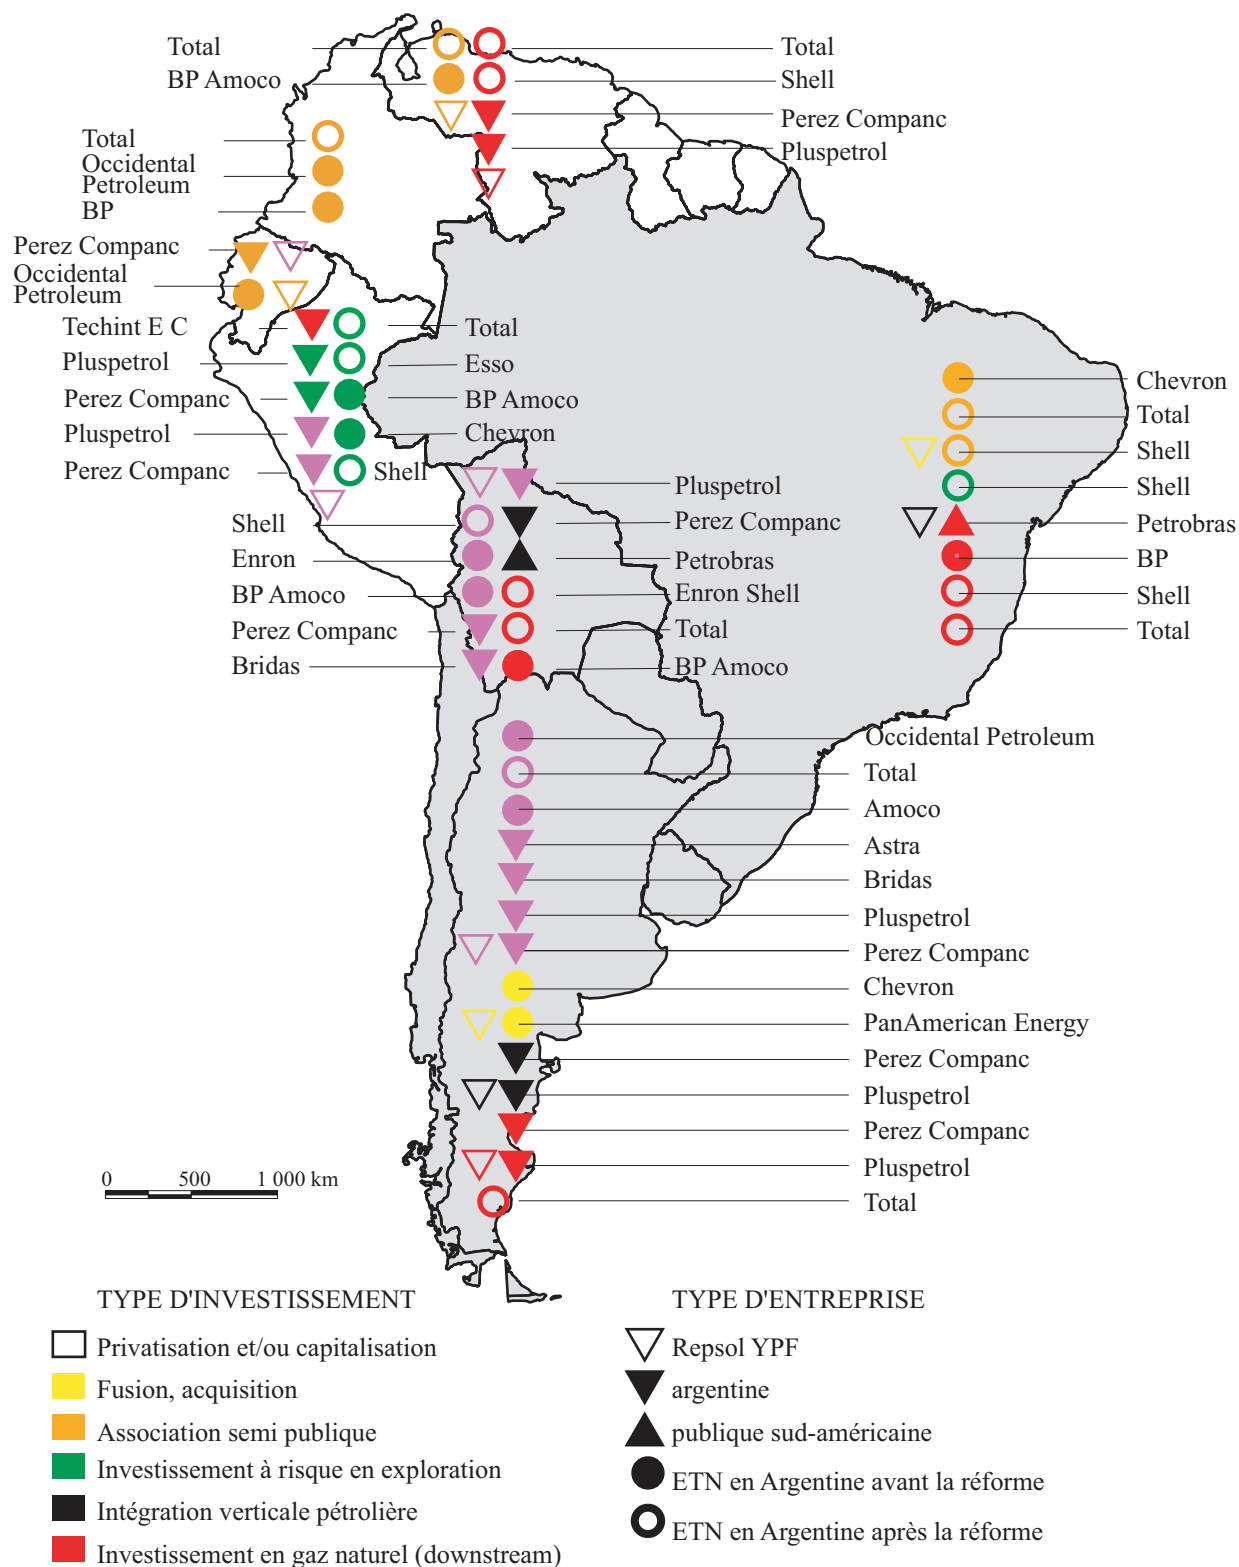 Total
Total
BP Amoco
Shell
Perez Companc
Pluspetrol
Total
Occidental
Petroleum
BP
Perez Companc
Occidental
Petroleum
Techint E C
Total
Pluspetrol
Esso
Perez Companc
BP Amoco
Pluspetrol
Chevron
Perez Companc
Shell
Chevron
Total
Shell
Shell
Petrobras
BP
Shell
Total
Pluspetrol
Shell
Perez Companc
Enron
Petrobras
BP Amoco
Enron Shell
Perez Companc
Total
Bridas
BP Amoco
Occidental Petroleum
Total
Amoco
Astra
Bridas
Pluspetrol
Perez Companc
Chevron
PanAmerican Energy
Perez Companc
Pluspetrol
Perez Companc
Pluspetrol
Total
0 500 1 000 km
TYPE D'INVESTISSEMENT
Privatisation et/ou capitalisation
Fusion, acquisition
Association semi publique
Investissement à risque en exploration
Intégration verticale pétrolière
Investissement en gaz naturel (downstream)
TYPE D'ENTREPRISE
Repsol YPF
argentine
publique sud-américaine
ETN en Argentine avant la réforme
ETN en Argentine après la réforme